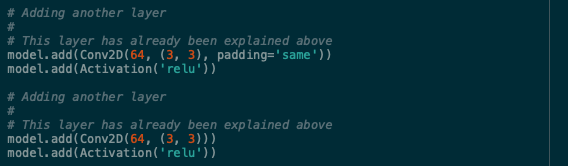 # Adding another layer
#
# This layer has already been explained above
model.add(Conv2D(64, (3, 3), padding='same'))
model.add(Activation('relu'))

# Adding another layer
#
# This layer has already been explained above
model.add(Conv2D(64, (3, 3)))
model.add(Activation('relu'))